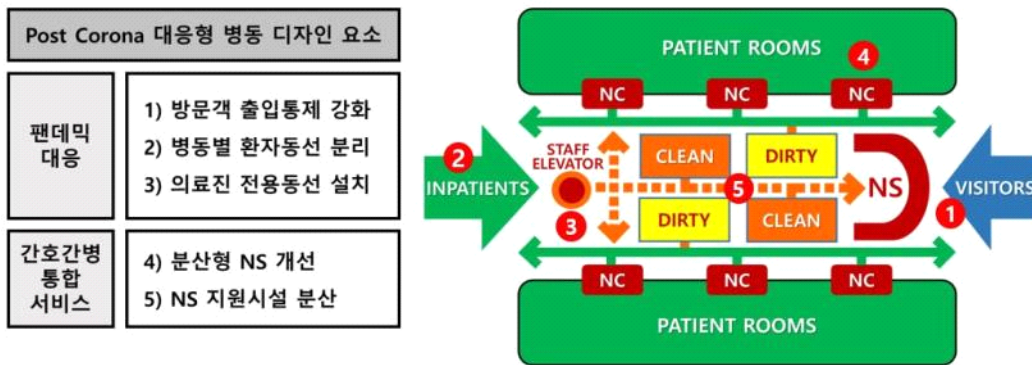 Post Corona 대응형 병동 디자인 요소
팬데믹
대응
1) 방문객 출입통제 강화
2) 병동별 환자동선 분리
3) 의료진 전용동선 설치
간호간병
통합
서비스
4) 분산형 NS 개선
5) NS 지원시설 분산
PATIENT ROOMS
4
NC
NC
NC
2
INPATIENTS
STAFF
ELEVATOR
3
CLEAN
DIRTY
5
DIRTY
CLEAN
NS
VISITORS
1
NC
NC
NC
PATIENT ROOMS